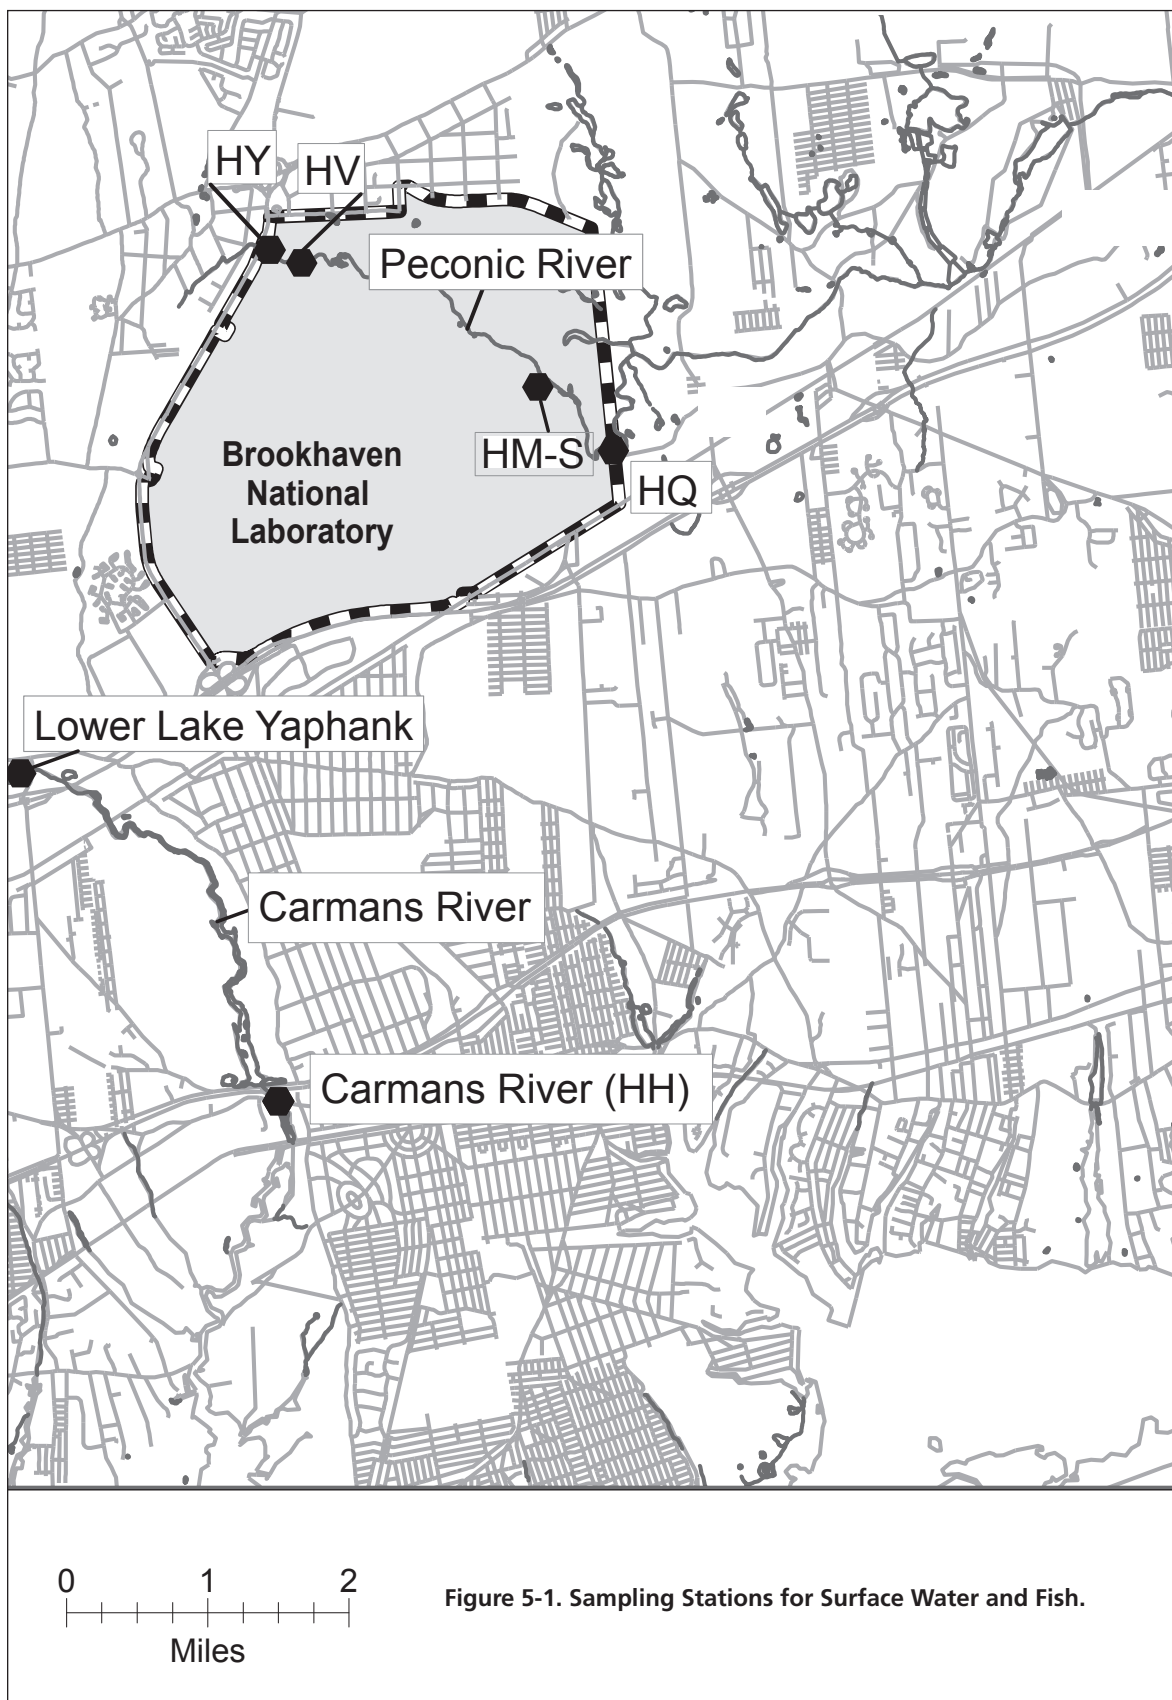 HY
HV
Peconic River
HM-S
HQ
Brookhaven
National
Laboratory
Lower Lake Yaphank
Carmans River
Carmans River (HH)
0 1 2
Miles
Figure 5-1. Sampling Stations for Surface Water and Fish.